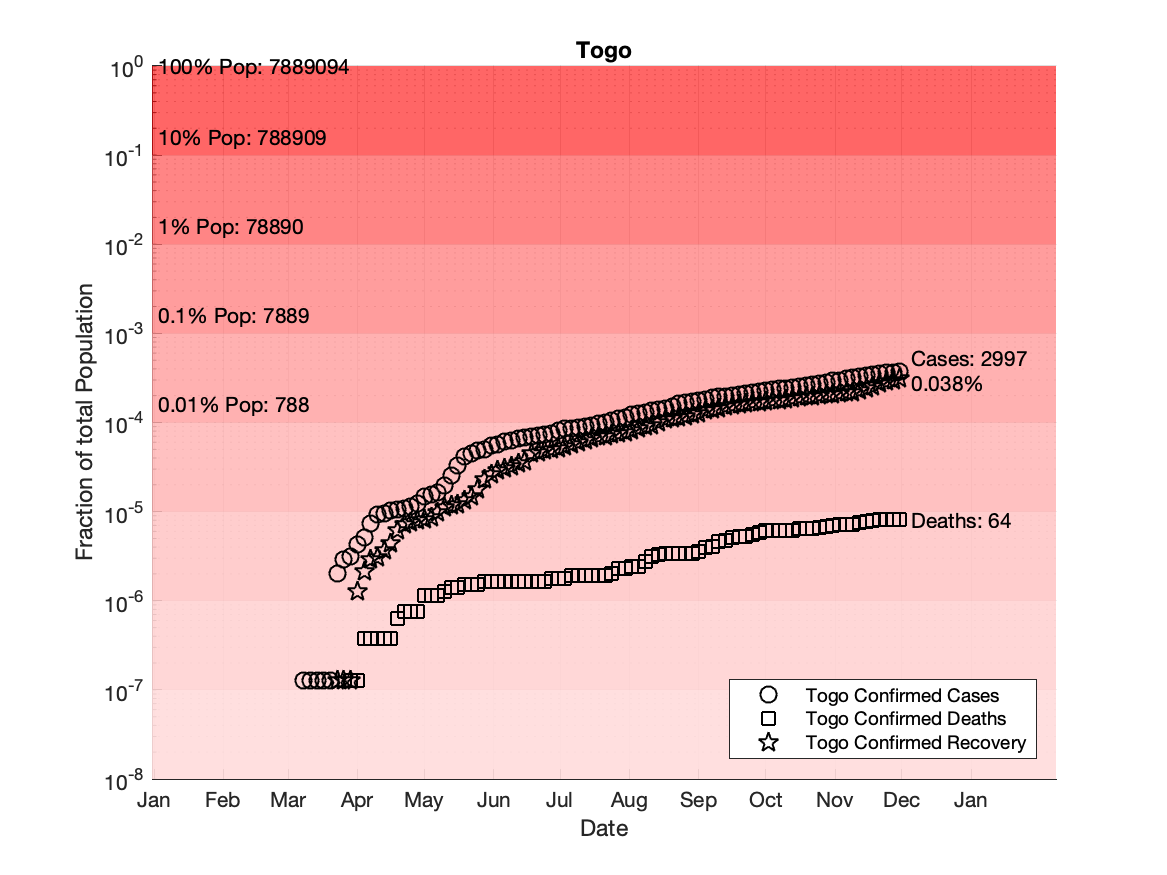 Togo
Fraction of total Population
10^0
10^-1
10^-2
10^-3
10^-4
10^-5
10^-6
10^-7
10^-8
100% Pop: 7889094
10% Pop: 788909
1% Pop: 78890
0.1% Pop: 7889
0.01% Pop: 788
Cases: 2997
0.038%
Deaths: 64
Togo Confirmed Cases
Togo Confirmed Deaths
Togo Confirmed Recovery
Jan Feb Mar Apr May Jun Jul Aug Sep Oct Nov Dec Jan
Date